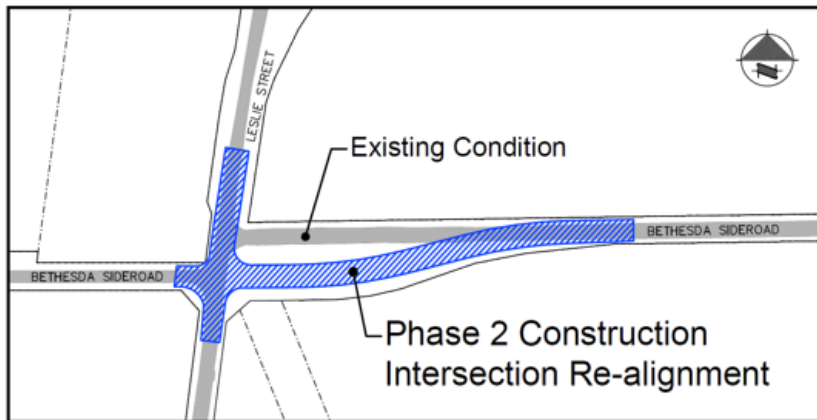 LESLIE STREET
Existing Condition
BETHESDA SIDEROAD
BETHESDA SIDEROAD
Phase 2 Construction
Intersection Re-alignment